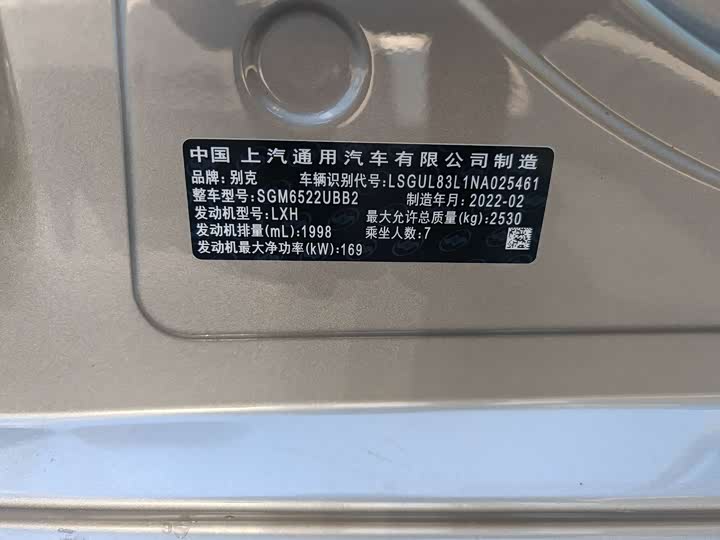 中国 上汽通用汽车有限公司制造
品牌:别克 车辆识别代号:LSGUL83L1NA025461
整车型号:SGM6522UBB2 制造年月:2022-02
发动机型号:LXH 最大允许总质量(kg):2530
发动机排量(mL):1998 乘坐人数:7
发动机最大净功率(kW):169